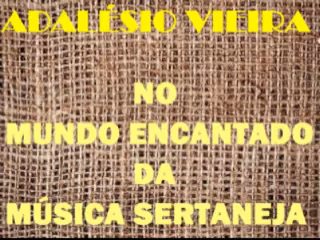 ADALÉSIO VIEIRA
NO
MUNDO ENCANTADO
DA
MÚSICA SERTANEJA